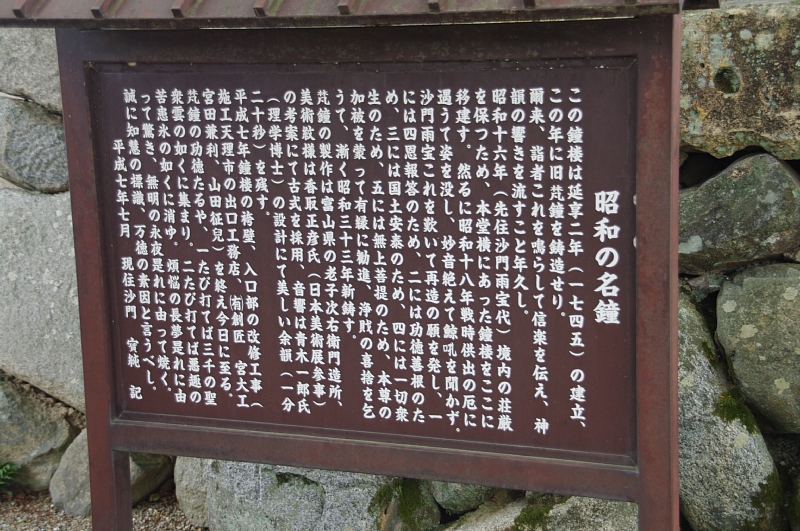 昭和の名鐘
この鐘楼は延享二年（一七四五）の建立、
この年に旧梵鐘を鋳造せり。
爾来、詣者これを鳴らして信楽を伝え、神
韻の響きを流すこと年久し。
昭和十六年（先住沙門雨宝代）境内の荘厳
を保つため、本堂横にあった鐘楼をここに
移建す。然るに昭和十八年戦時供出の厄に
遇うて姿を没し、妙音絶えて鯨吼を聞かず。
沙門雨宝これを歎いて再造の願を発し、一
には四恩報答のため、二には功徳善根のた
め、三には国土安泰のため、四には一切衆
生のため、五には無上菩提のため、本尊の
加被を蒙って有縁に勧進、浄財の喜捨を乞
うて、漸く昭和三十三年新鋳す。
梵鐘の製作は富山県の老子次右衛門造所、
美術紋様は春取正彦氏（日本美術展参事）
の考案にて古式を採用、音響は青木一郎氏
（理学博士）の設計にて美しい余韻（一分
二十秒）を残す。
平成七年鐘楼の袴壁、入口部の改修工事（
施工天理市の出口工務店、㈲創匠 宮大工
宮田兼利、山田征児）を終え今日に至る。
梵鐘の功徳たるや、一たび打てば三千の聖
衆雲の如くに集まり。二たび打てば悪趣の
苦患氷の如くに消ゆ。煩悩の長夢是れに由
って驚き、無明の永夜是れに由って焼く。
誠に知慧の標識、万徳の素因と言うべし。
平成七年七月 現住沙門 實純 記